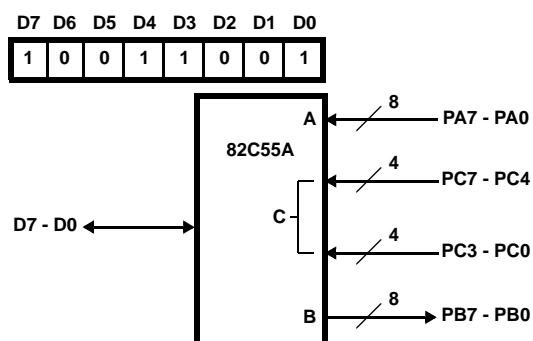 D7 D6 D5 D4 D3 D2 D1 D0
1 0 0 1 1 0 0 1
A 8 PA7 - PA0
82C55A
4 PC7 - PC4
C
D7 - D0
4 PC3 - PC0
B 8 PB7 - PB0